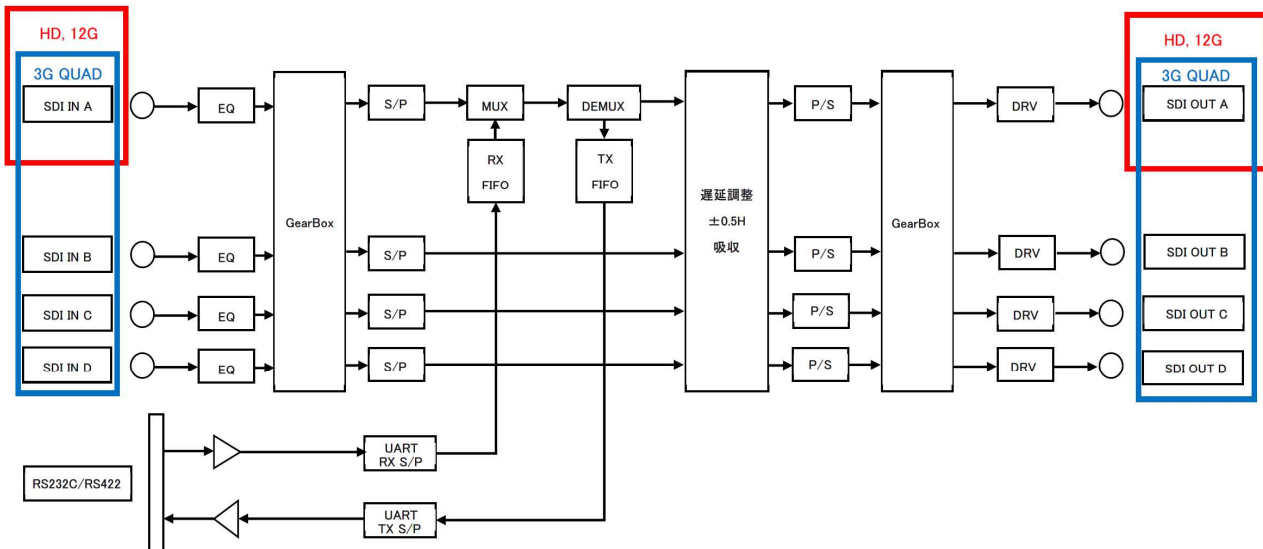 HD, 12G
3G QUAD
SDI IN A
EQ
S/P
MUX
DEMUX
P/S
DRV
HD, 12G
3G QUAD
SDI OUT A
RX
FIFO
TX
FIFO
GearBox
遅延調整
±0.5H
吸収
GearBox
SDI IN B
EQ
S/P
P/S
DRV
SDI OUT B
SDI IN C
EQ
S/P
P/S
DRV
SDI OUT C
SDI IN D
EQ
S/P
P/S
DRV
SDI OUT D
RS232C/RS422
UART
RX S/P
UART
TX S/P